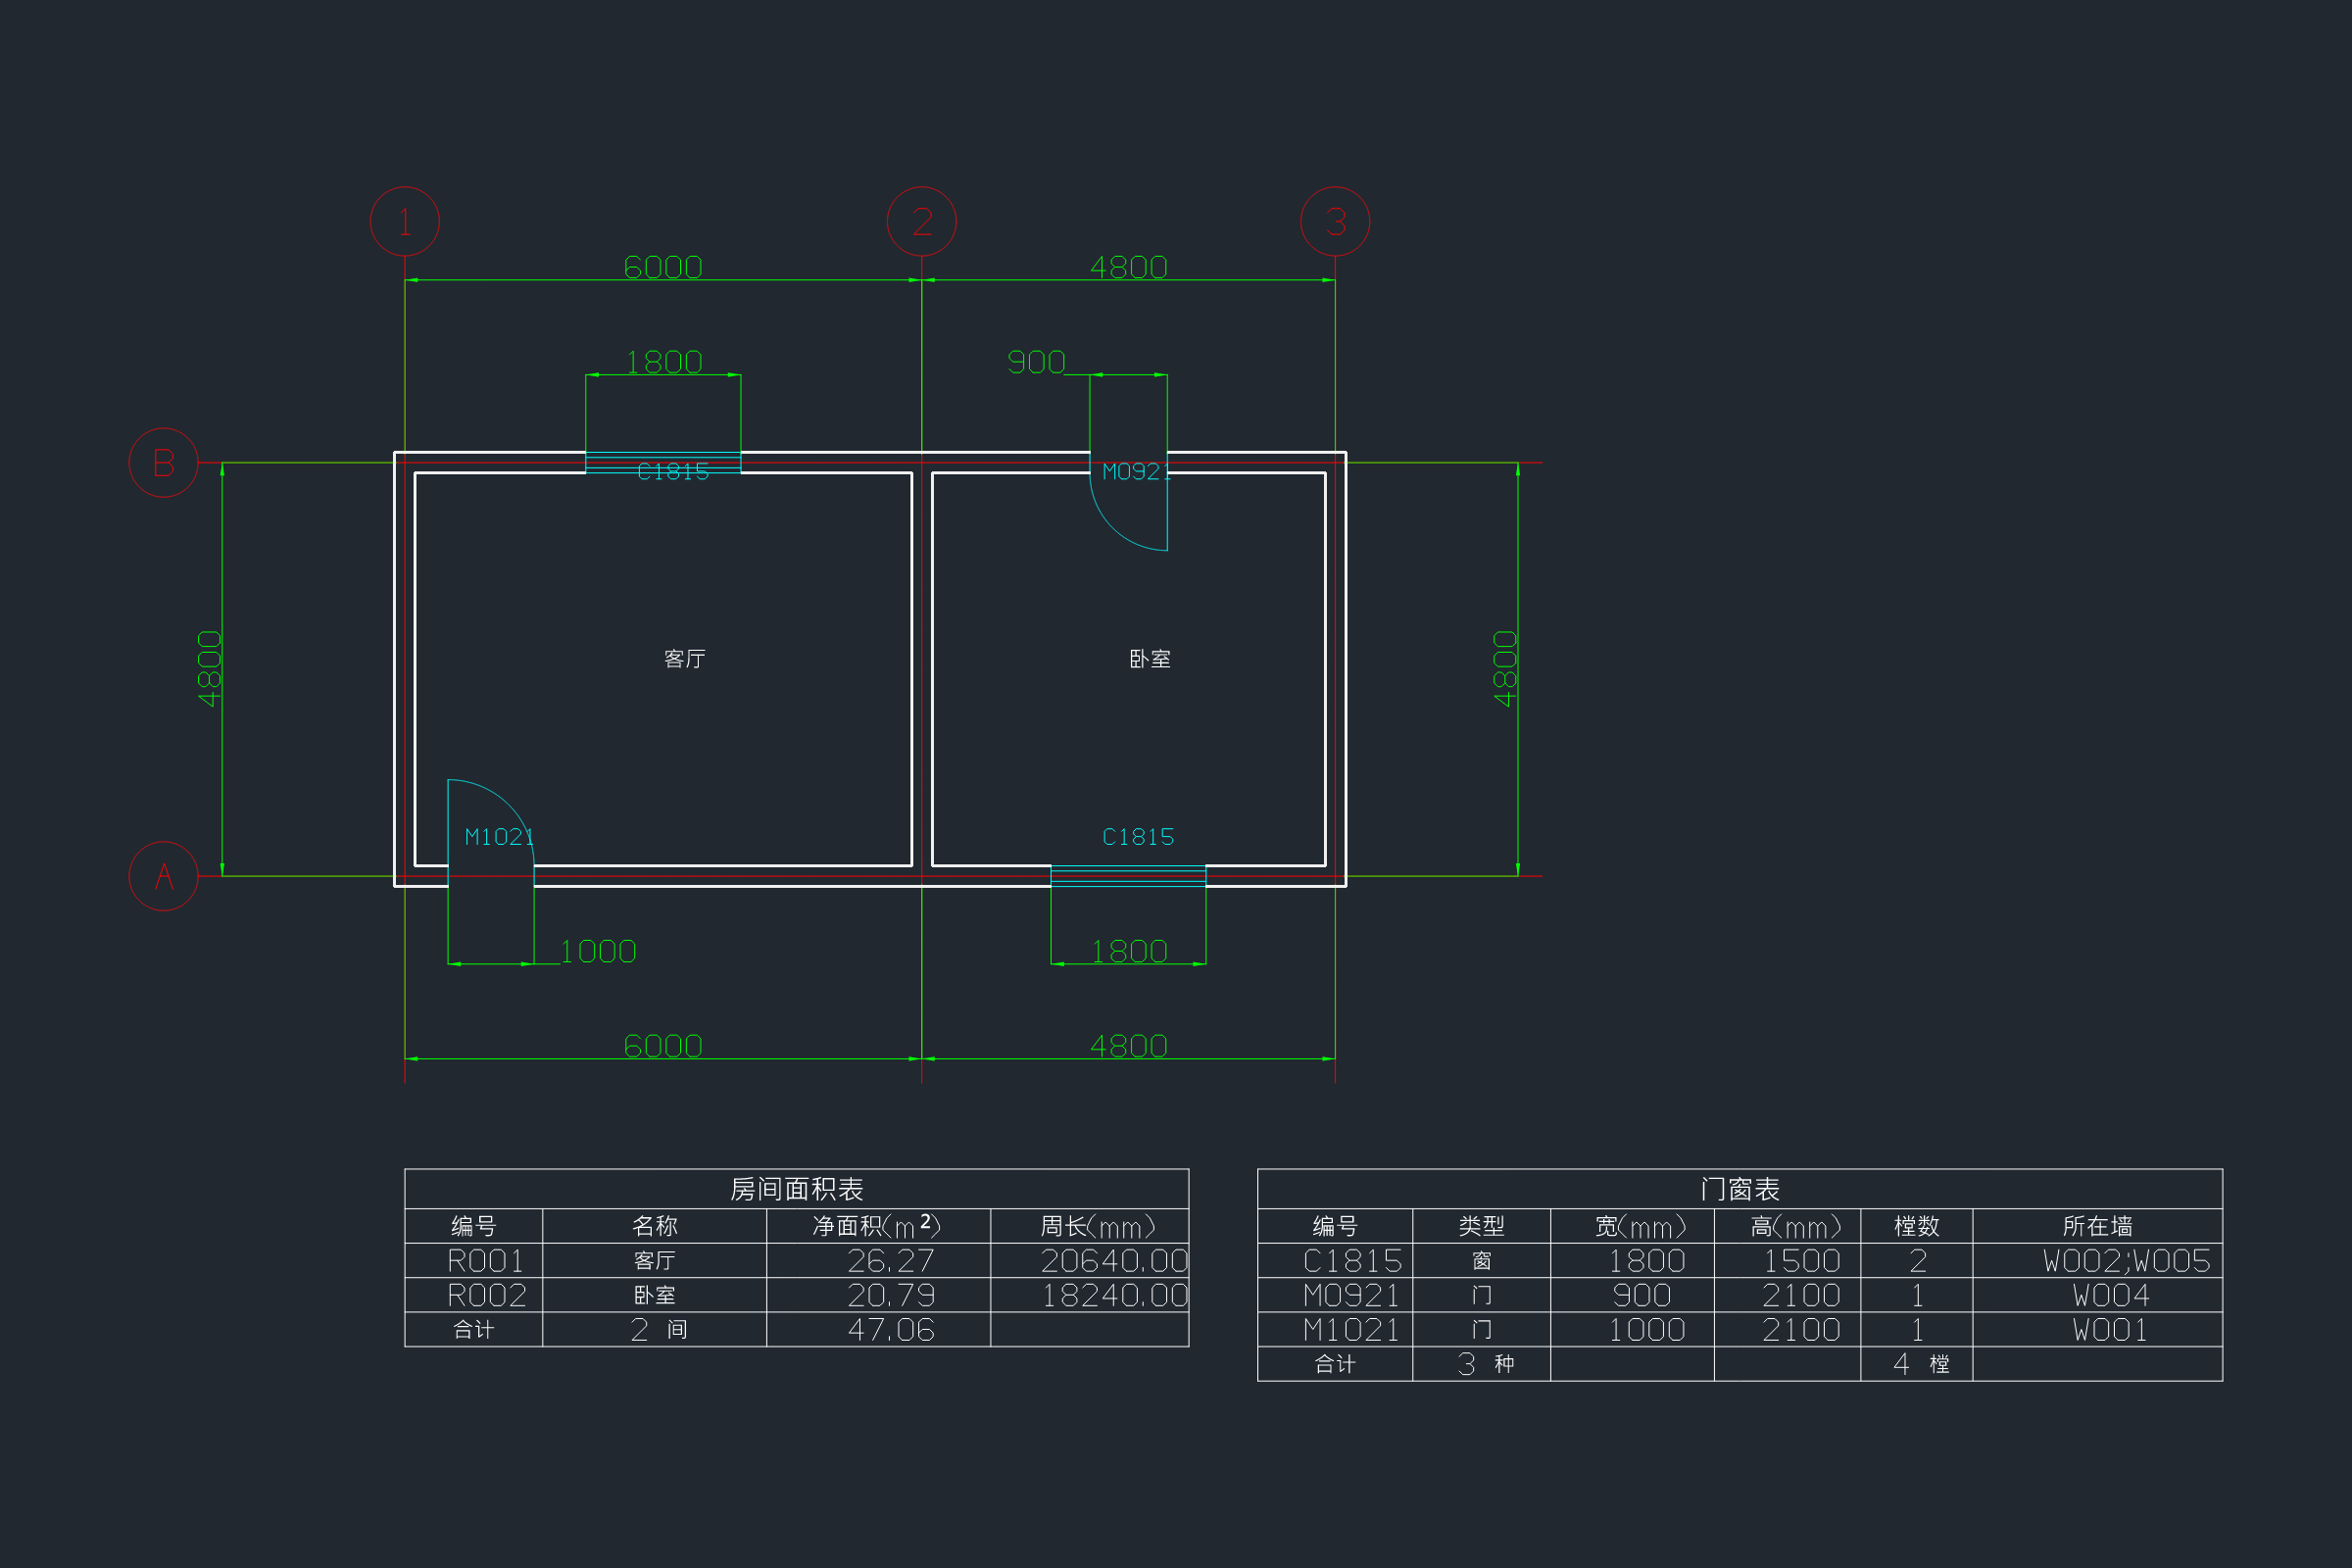 1 2 3
6000 4800
1800 900
B
C1815 M0921
4800 客厅 卧室 4800
M1021 C1815
A
1000 1800
6000 4800
房间面积表
编号 名称 净面积(m²) 周长(mm)
R001 客厅 26.27 20640.00
R002 卧室 20.79 18240.00
合计 2 间 47.06
门窗表
编号 类型 宽(mm) 高(mm) 樘数 所在墙
C1815 窗 1800 1500 2 W002;W005
M0921 门 900 2100 1 W004
M1021 门 1000 2100 1 W001
合计 3 种 4 樘